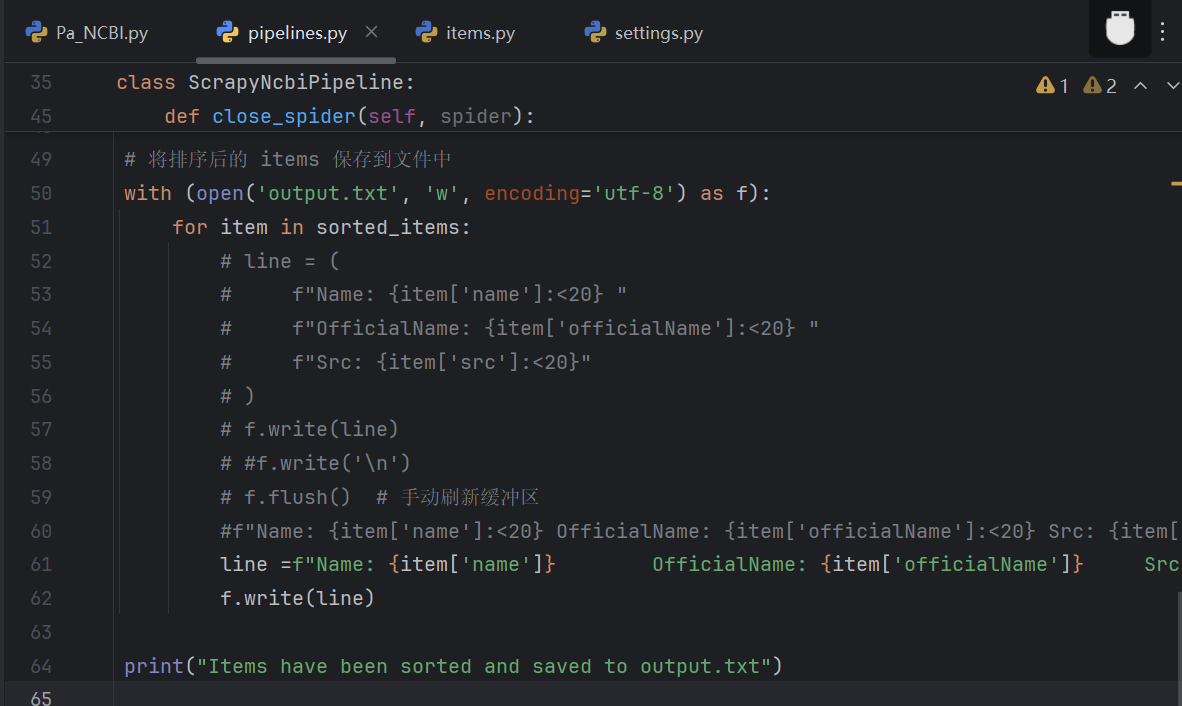 Pa_NCBI.py pipelines.py items.py settings.py
35 class ScrapyNcbiPipeline: 1 2
45 def close_spider(self, spider):
49 # 将排序后的 items 保存到文件中
50 with (open('output.txt', 'w', encoding='utf-8') as f):
51 for item in sorted_items:
52 # line = (
53 # f"Name: {item['name']:<20} "
54 # f"OfficialName: {item['officialName']:<20} "
55 # f"Src: {item['src']:<20}"
56 # )
57 # f.write(line)
58 # #f.write('\n')
59 # f.flush() # 手动刷新缓冲区
60 #f"Name: {item['name']:<20} OfficialName: {item['officialName']:<20} Src: {item[
61 line =f"Name: {item['name']} OfficialName: {item['officialName']} Src
62 f.write(line)
63
64 print("Items have been sorted and saved to output.txt")
65